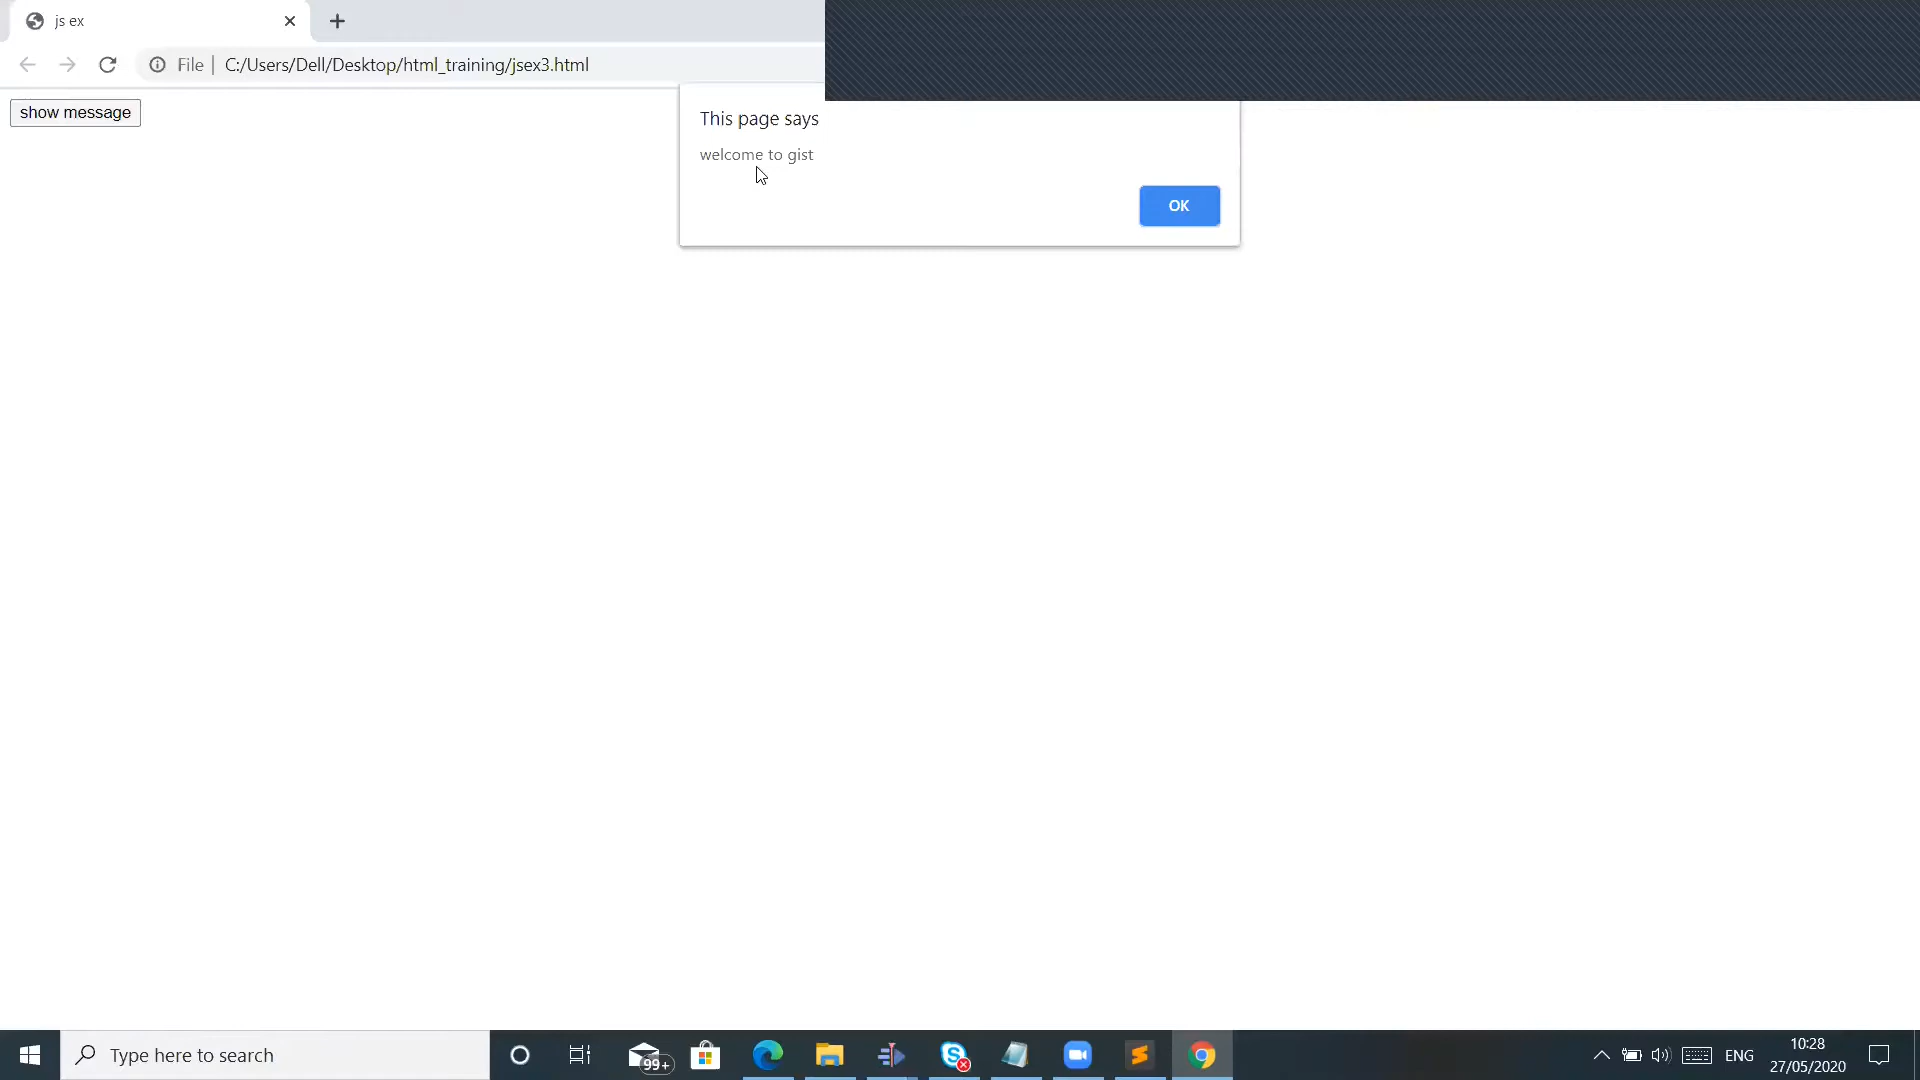 js ex
File | C:/Users/Dell/Desktop/html_training/jsex3.html
show message
This page says
welcome to gist
OK
Type here to search
99+
ENG
10:28
27/05/2020